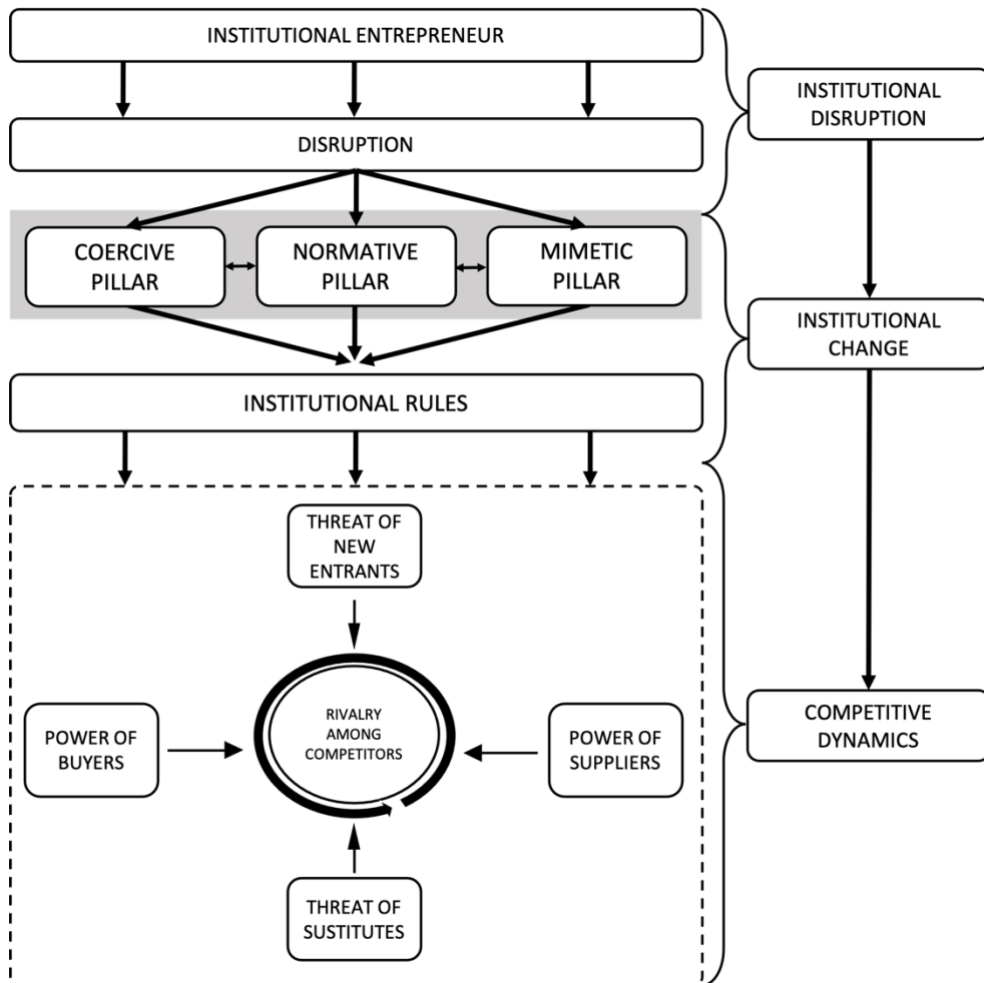 INSTITUTIONAL ENTREPRENEUR
INSTITUTIONAL
DISRUPTION
DISRUPTION
COERCIVE
PILLAR
NORMATIVE
PILLAR
MIMETIC
PILLAR
INSTITUTIONAL
CHANGE
INSTITUTIONAL RULES
THREAT OF
NEW
ENTRANTS
POWER OF
BUYERS
RIVALRY
AMONG
COMPETITORS
POWER OF
SUPPLIERS
COMPETITIVE
DYNAMICS
THREAT OF
SUSTITUTES